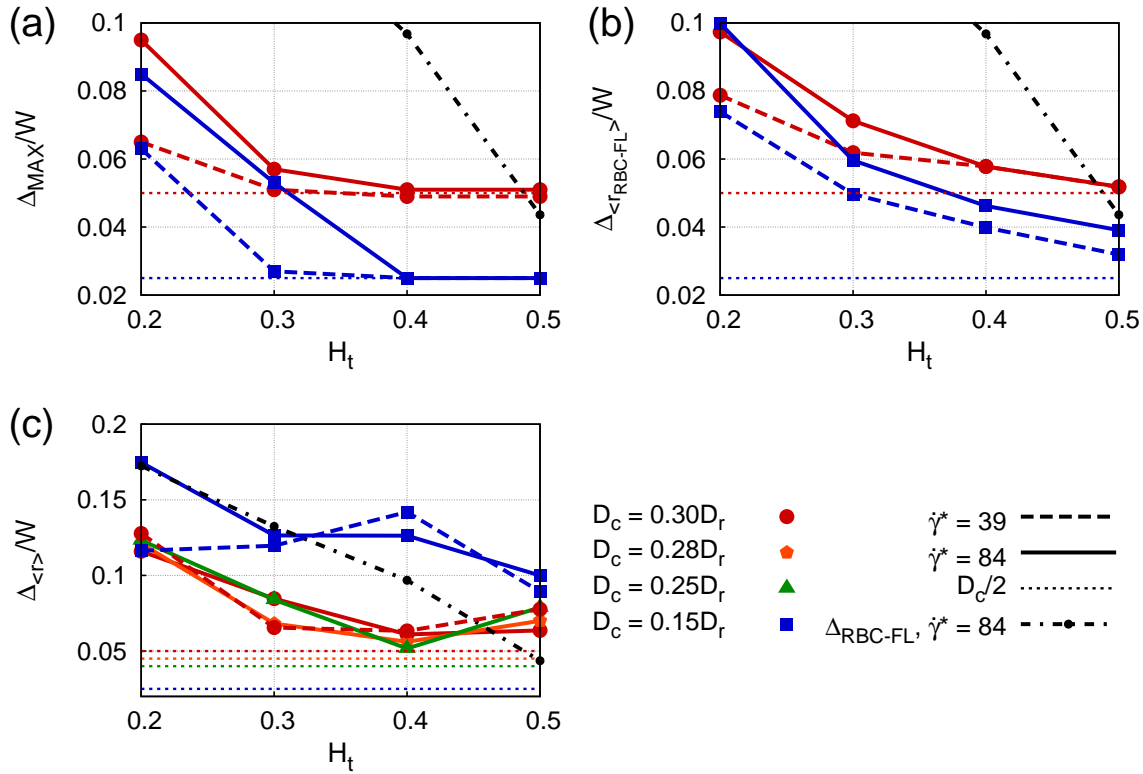 (a)
0.1
0.08
0.06
0.04
0.02
Δ_MAX/W
0.2 0.3 0.4 0.5
H_t
(b)
0.1
0.08
0.06
0.04
0.02
Δ_<r_RBC-FL>/W
0.2 0.3 0.4 0.5
H_t
(c)
0.2
0.15
0.1
0.05
Δ_<r>/W
0.2 0.3 0.4 0.5
H_t
D_c = 0.30D_r
D_c = 0.28D_r
D_c = 0.25D_r
D_c = 0.15D_r
γ̇* = 39
γ̇* = 84
D_c/2
Δ_RBC-FL, γ̇* = 84